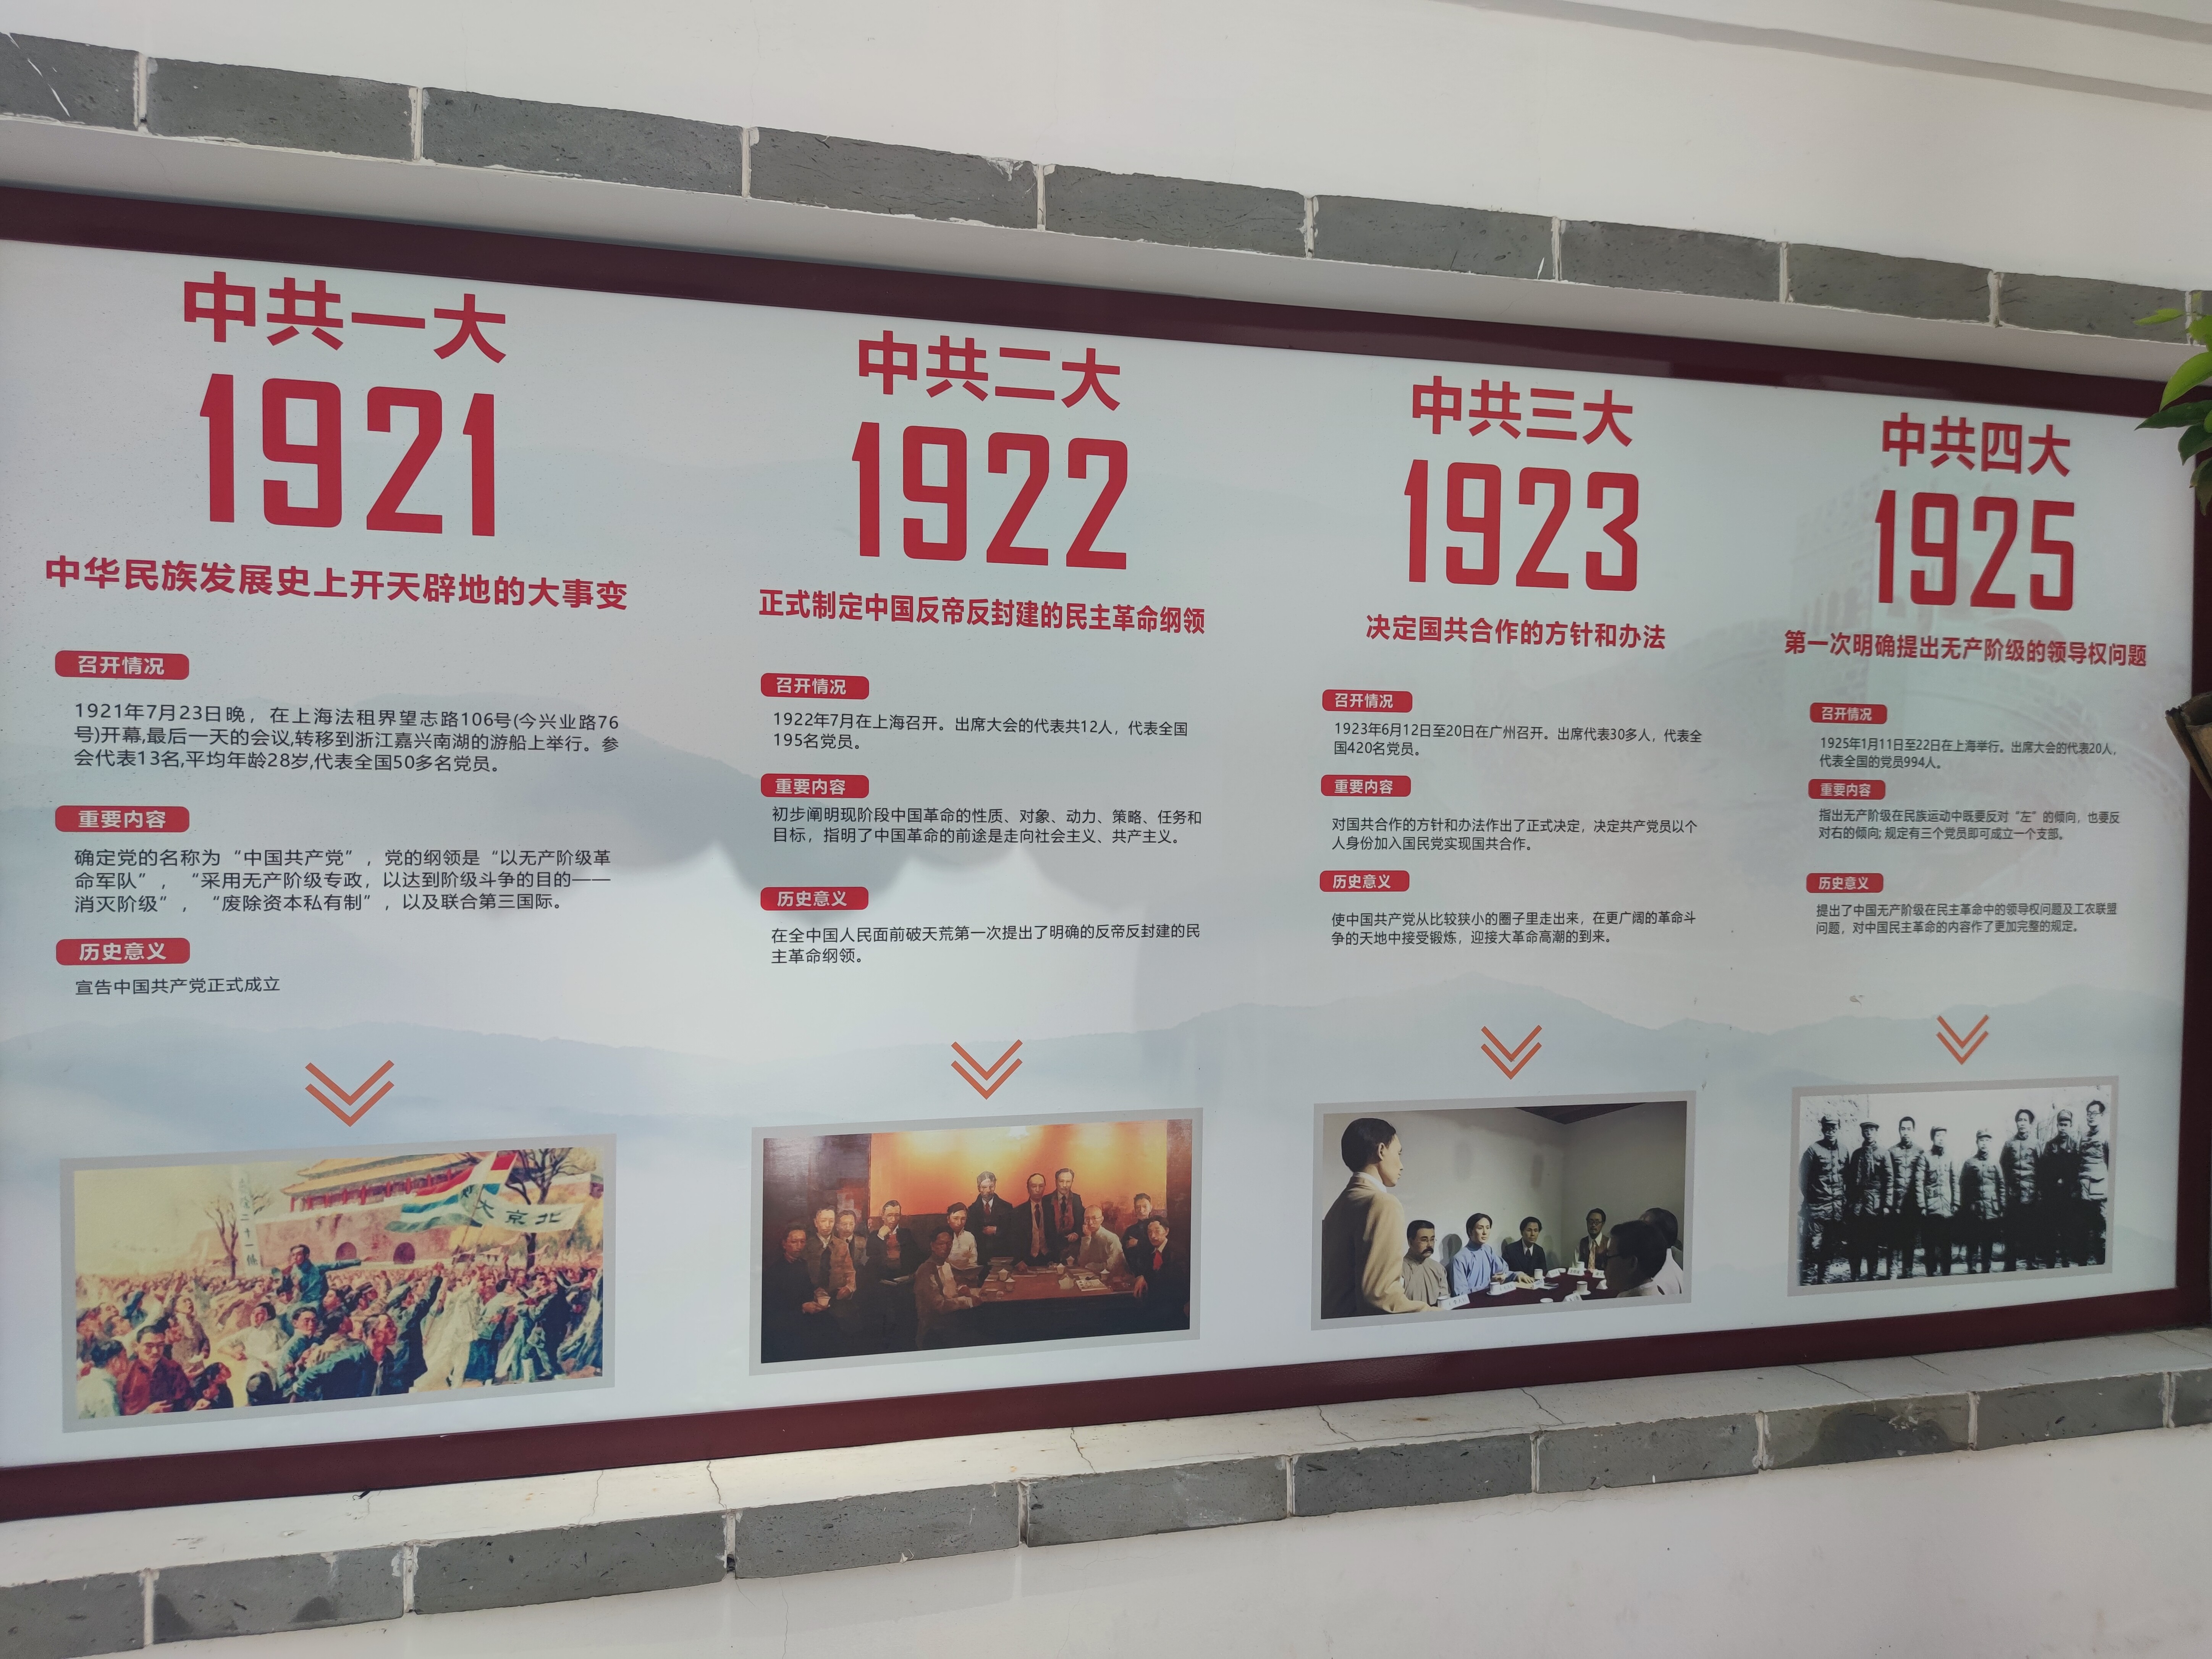 中共一大
1921
中华民族发展史上开天辟地的大事变
召开情况
1921年7月23日晚，在上海法租界望志路106号(今兴业路76
号)开幕,最后一天的会议,转移到浙江嘉兴南湖的游船上举行。参
会代表13名,平均年龄28岁,代表全国50多名党员。
重要内容
确定党的名称为“中国共产党”，党的纲领是“以无产阶级革
命军队”，“采用无产阶级专政，以达到阶级斗争的目的——
消灭阶级”，“废除资本私有制”，以及联合第三国际。
历史意义
宣告中国共产党正式成立
大京北
二十一條
中共二大
1922
正式制定中国反帝反封建的民主革命纲领
召开情况
1922年7月在上海召开。出席大会的代表共12人，代表全国
195名党员。
重要内容
初步阐明现阶段中国革命的性质、对象、动力、策略、任务和
目标，指明了中国革命的前途是走向社会主义、共产主义。
历史意义
在全中国人民面前破天荒第一次提出了明确的反帝反封建的民
主革命纲领。
中共三大
1923
决定国共合作的方针和办法
召开情况
1923年6月12日至20日在广州召开。出席代表30多人，代表全
国420名党员。
重要内容
对国共合作的方针和办法作出了正式决定，决定共产党员以个
人身份加入国民党实现国共合作。
历史意义
使中国共产党从比较狭小的圈子里走出来，在更广阔的革命斗
争的天地中接受锻炼，迎接大革命高潮的到来。
中共四大
1925
第一次明确提出无产阶级的领导权问题
召开情况
1925年1月11日至22日在上海举行。出席大会的代表20人，
代表全国的党员994人。
重要内容
指出无产阶级在民族运动中既要反对“左”的倾向，也要反
对右的倾向; 规定有三个党员即可成立一个支部。
历史意义
提出了中国无产阶级在民主革命中的领导权问题及工农联盟
问题，对中国民主革命的内容作了更加完整的规定。